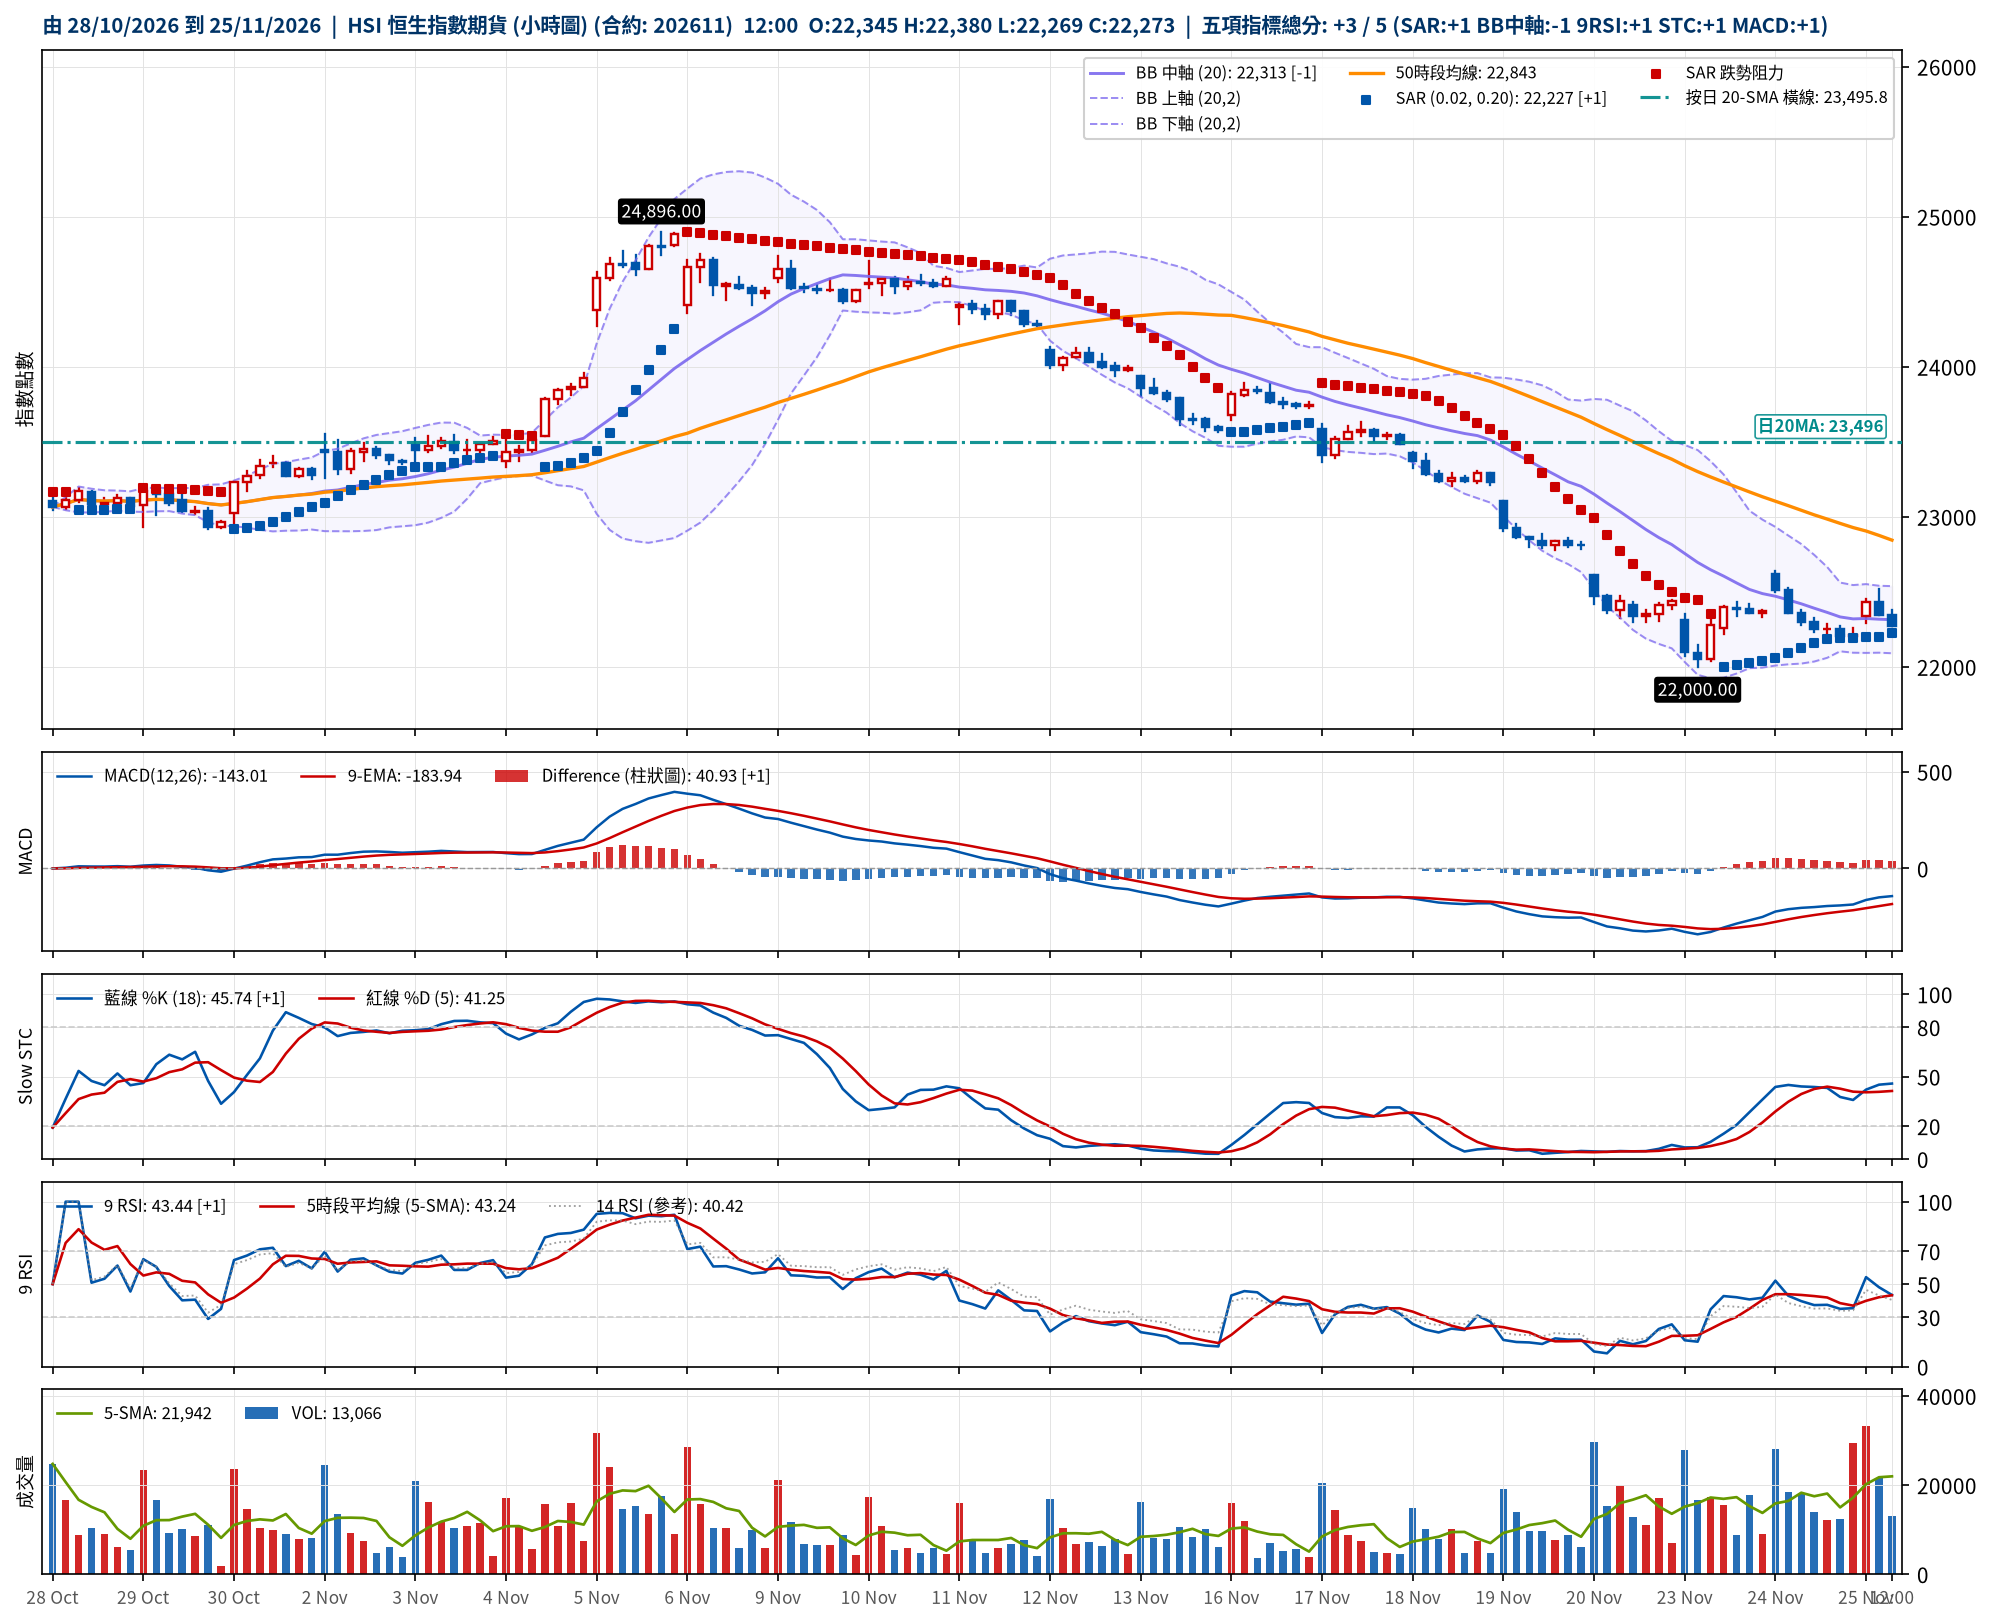 由 28/10/2026 到 25/11/2026 | HSI 恒生指數期貨 (小時圖) (合約: 202611) 12:00 O:22,345 H:22,380 L:22,269 C:22,273 | 五項指標總分: +3 / 5 (SAR:+1 BB中軸:-1 9RSI:+1 STC:+1 MACD:+1)
BB 中軸 (20): 22,313 [-1]
BB 上軸 (20,2)
BB 下軸 (20,2)
50時段均線: 22,843
SAR (0.02, 0.20): 22,227 [+1]
SAR 跌勢阻力
按日 20-SMA 橫線: 23,495.8
指數點數
24,896.00
日20MA: 23,496
22,000.00
26000
25000
24000
23000
22000
MACD
MACD(12,26): -143.01
9-EMA: -183.94
Difference (柱狀圖): 40.93 [+1]
500
0
Slow STC
藍線 %K (18): 45.74 [+1]
紅線 %D (5): 41.25
100
80
50
20
0
9 RSI
9 RSI: 43.44 [+1]
5時段平均線 (5-SMA): 43.24
14 RSI (參考): 40.42
100
70
50
30
0
成交量
5-SMA: 21,942
VOL: 13,066
40000
20000
0
28 Oct 29 Oct 30 Oct 2 Nov 3 Nov 4 Nov 5 Nov 6 Nov 9 Nov 10 Nov 11 Nov 12 Nov 13 Nov 16 Nov 17 Nov 18 Nov 19 Nov 20 Nov 23 Nov 24 Nov 25 Nov 12:00